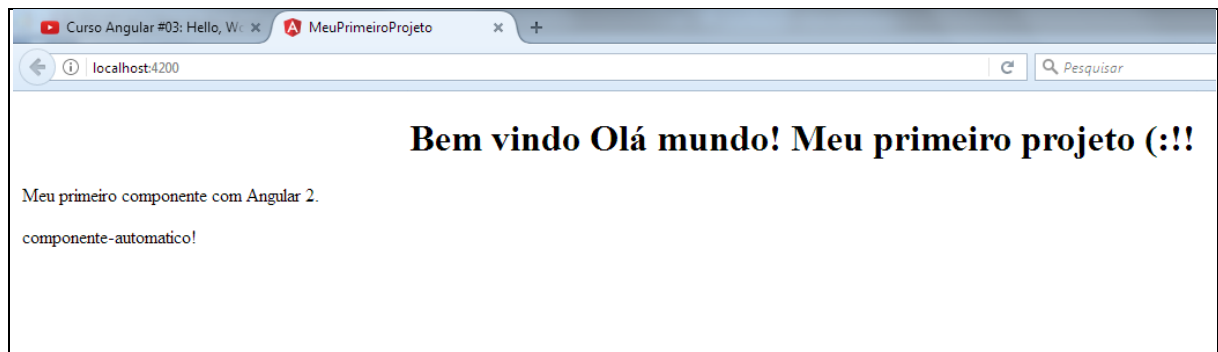 Curso Angular #03: Hello, Wo
MeuPrimeiroProjeto
localhost:4200
Pesquisar
Bem vindo Olá mundo! Meu primeiro projeto (:!!
Meu primeiro componente com Angular 2.
componente-automatico!